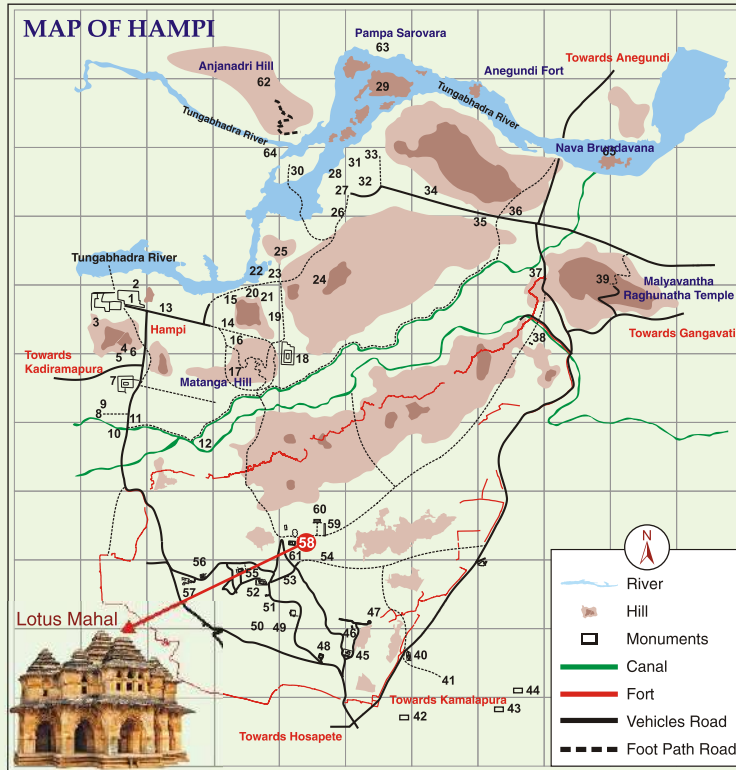 MAP OF HAMPI
Pampa Sarovara
63
Towards Anegundi
Anjanadri Hill
62
Anegundi Fort
29
Tungabhadra River
Tungabhadra River
Nava Brundavana
65
64
30
31
33
28
32
27
34
26
36
35
25
Tungabhadra River
22
23
24
37
39
Malyavantha
Raghunatha Temple
2
1
13
15
20
21
19
3
Hampi
14
16
4
5
6
18
38
Towards Gangavati
Towards
Kadiramapura
17
7
Matanga Hill
9
8
11
10
12
60
59
58
61
54
56
55
57
52
53
51
50
49
47
46
48
45
40
41
44
43
42
Lotus Mahal
Towards Kamalapura
Towards Hosapete
N
River
Hill
Monuments
Canal
Fort
Vehicles Road
Foot Path Road